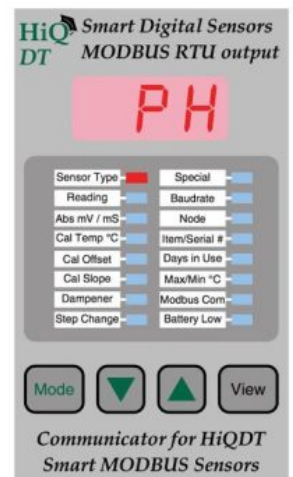 HiQ Smart Digital Sensors
DT MODBUS RTU output
PH
Sensor Type Special
Reading Baudrate
Abs mV / mS Node
Cal Temp °C Item/Serial #
Cal Offset Days in Use
Cal Slope Max/Min °C
Dampener Modbus Com
Step Change Battery Low
Mode View
Communicator for HiQDT
Smart MODBUS Sensors